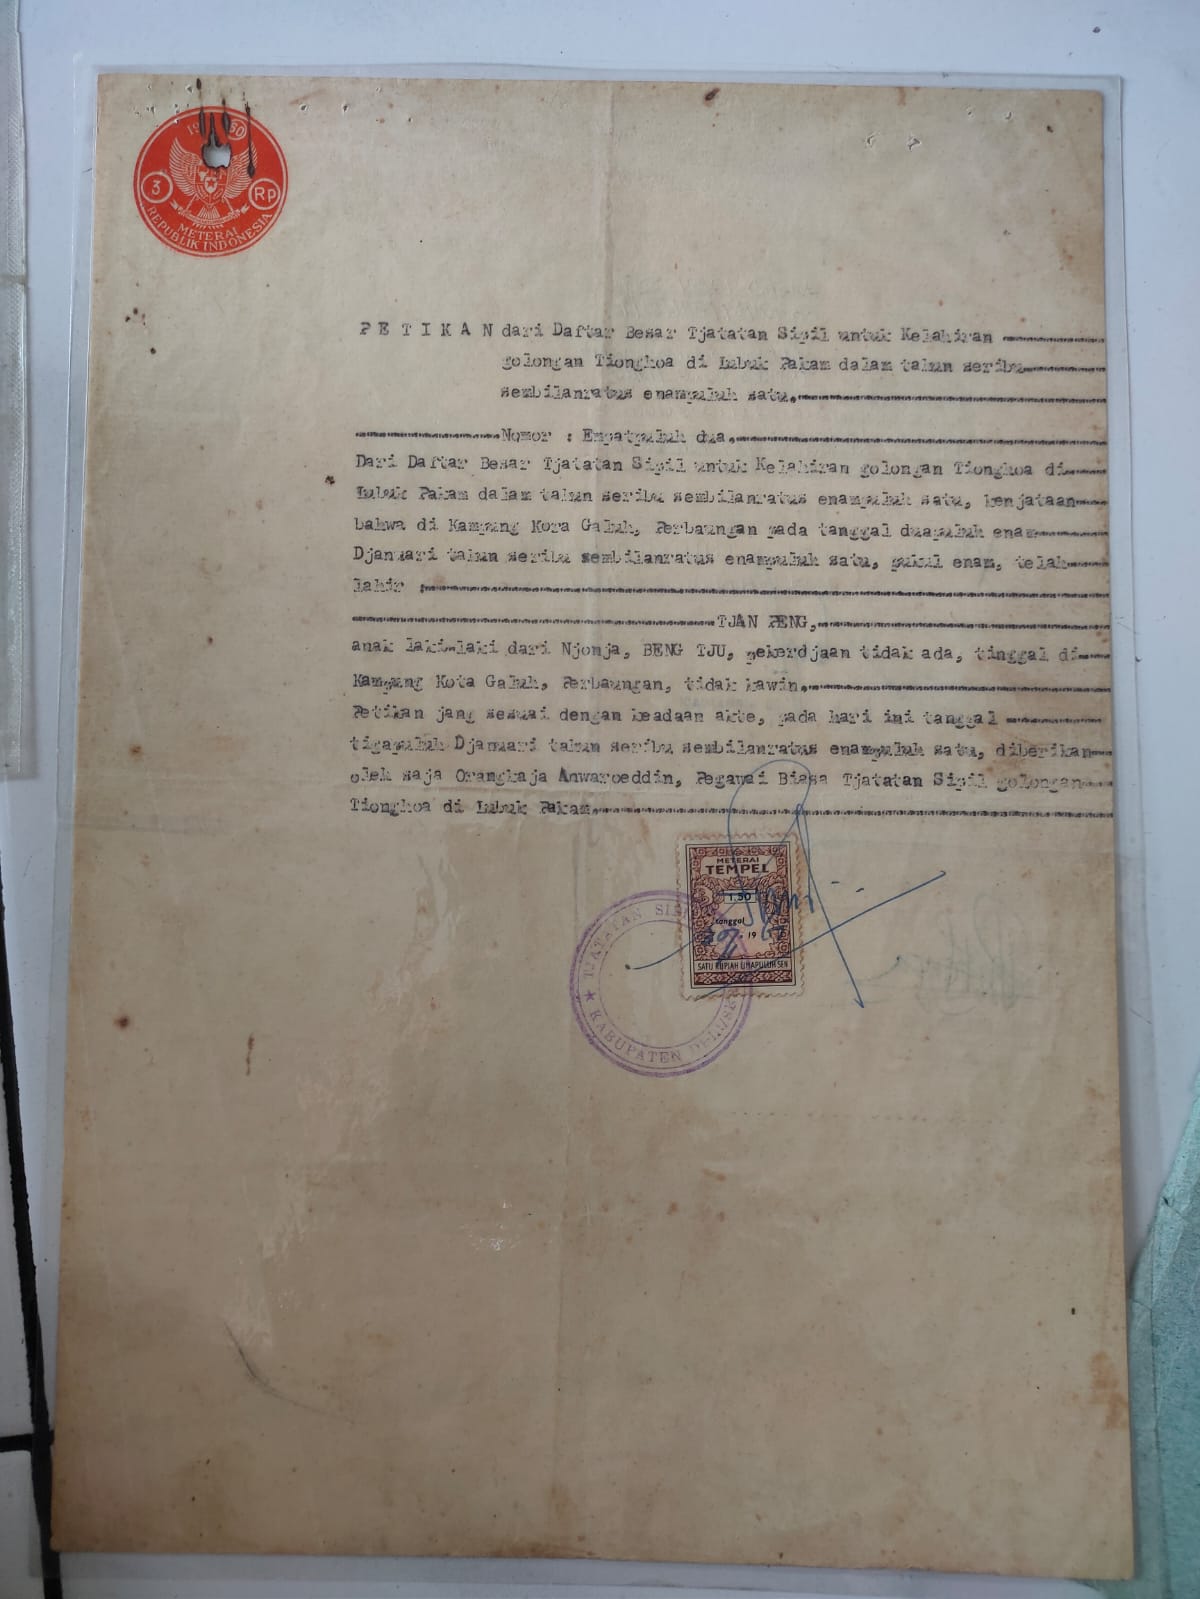 1960
3 Rp
METERAI
REPUBLIK INDONESIA
P E T I K A N dari Daftar Besar Tjatatan Sipil untuk Kelahiran
golongan Tionghoa di Lubuk Pakam dalam tahun seribu
sembilanratus enampuluh satu.
Nomor : Empatpuluh dua.
Dari Daftar Besar Tjatatan Sipil untuk Kelahiran golongan Tionghoa di
Lubuk Pakam dalam tahun seribu sembilanratus enampuluh satu, kenjataan
bahwa di Kampung Kora Galuh, Perbaungan pada tanggal duapuluh enam
Djanuari tahun seribu sembilanratus enampuluh satu, pukul enam, telah
lahir :
TJAN PENG,
anak laki-laki dari Njonja, BENG TJU, pekerdjaan tidak ada, tinggal di
Kampung Kota Galuh, Perbaungan, tidak kawin.
Petikan jang sesuai dengan keadaan akte, pada hari ini tanggal
tigapuluh Djanuari tahun seribu sembilanratus enampuluh satu, diberikan
oleh saja Orangkaja Anwaroeddin, Pegawai Biasa Tjatatan Sipil golongan
Tionghoa di Lubuk Pakam.
METERAI
TEMPEL
1.50
tanggal
19
SATU RUPIAH LIMAPULUH SEN
TJATATAN
KABUPATEN